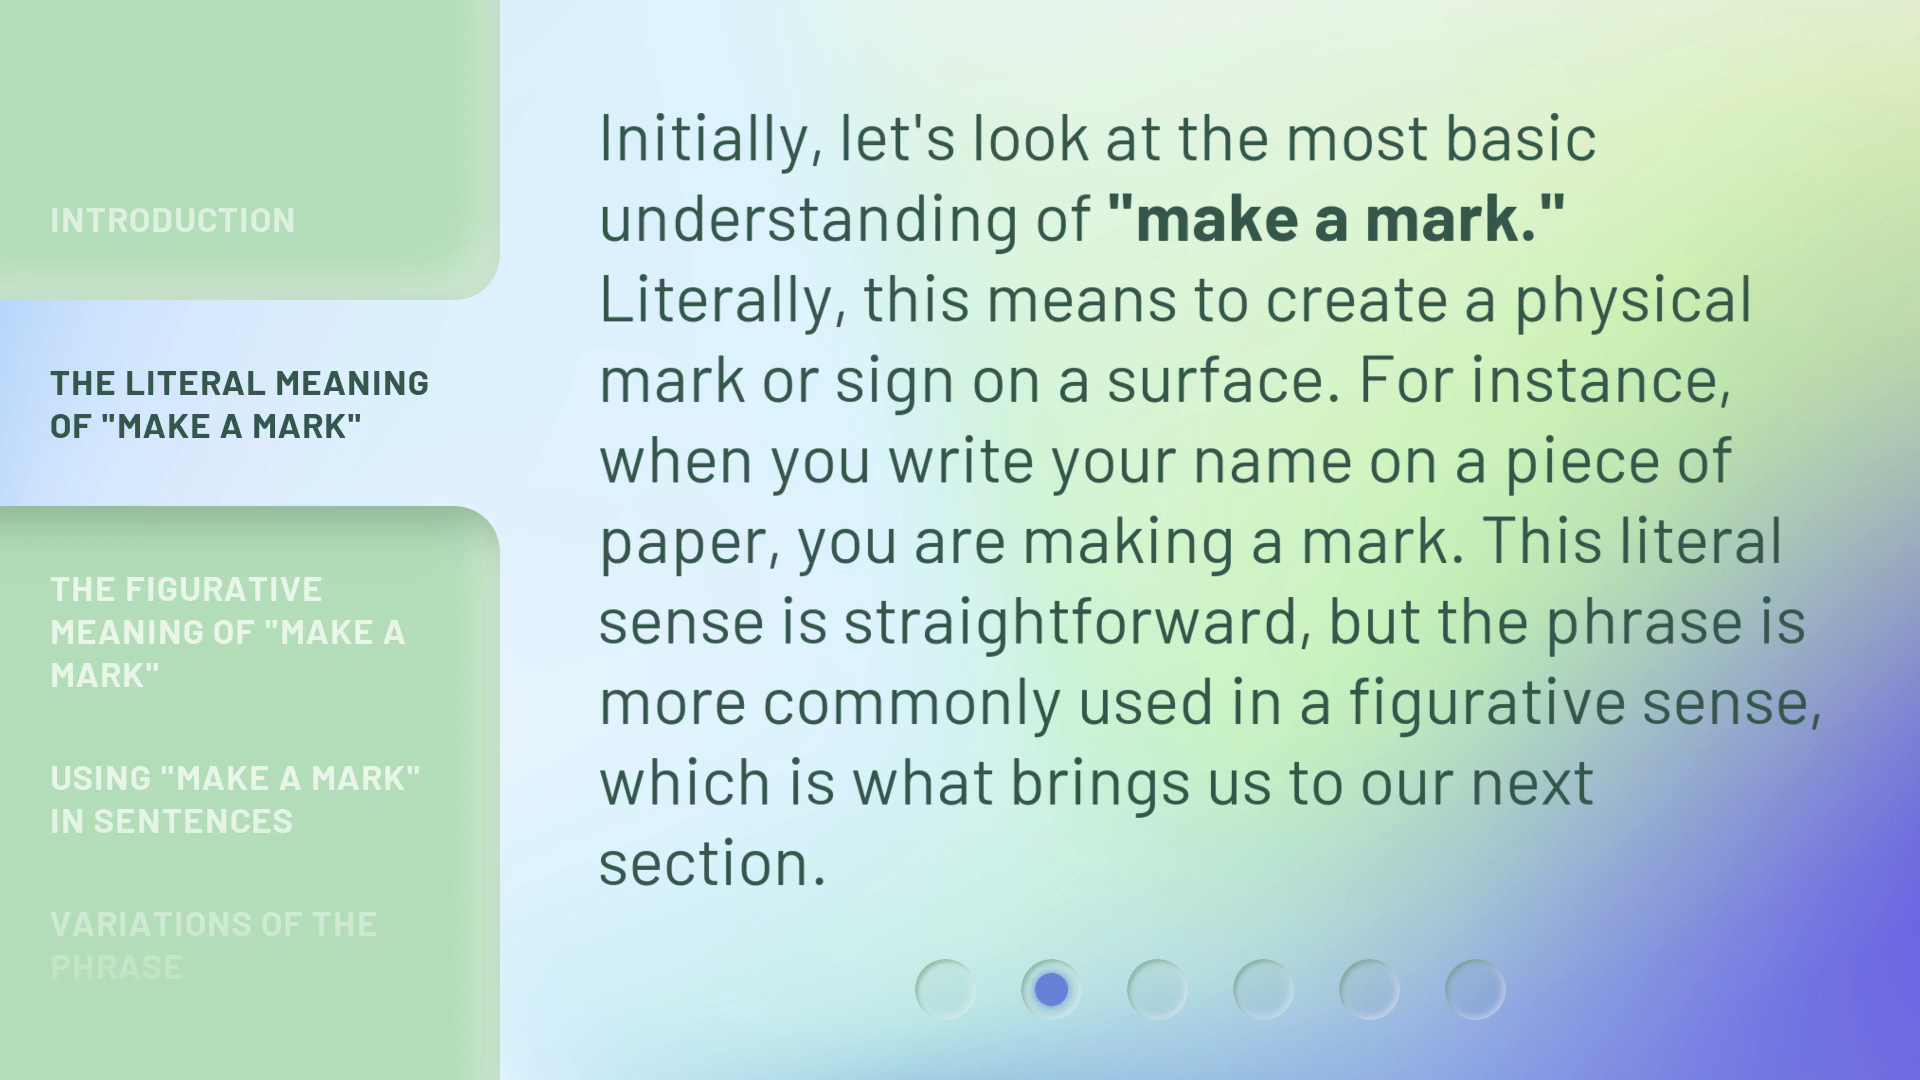 INTRODUCTION
THE LITERAL MEANING
OF "MAKE A MARK"
THE FIGURATIVE
MEANING OF "MAKE A
MARK"
USING "MAKE A MARK"
IN SENTENCES
VARIATIONS OF THE
PHRASE
Initially, let's look at the most basic
understanding of "make a mark."
Literally, this means to create a physical
mark or sign on a surface. For instance,
when you write your name on a piece of
paper, you are making a mark. This literal
sense is straightforward, but the phrase is
more commonly used in a figurative sense,
which is what brings us to our next
section.